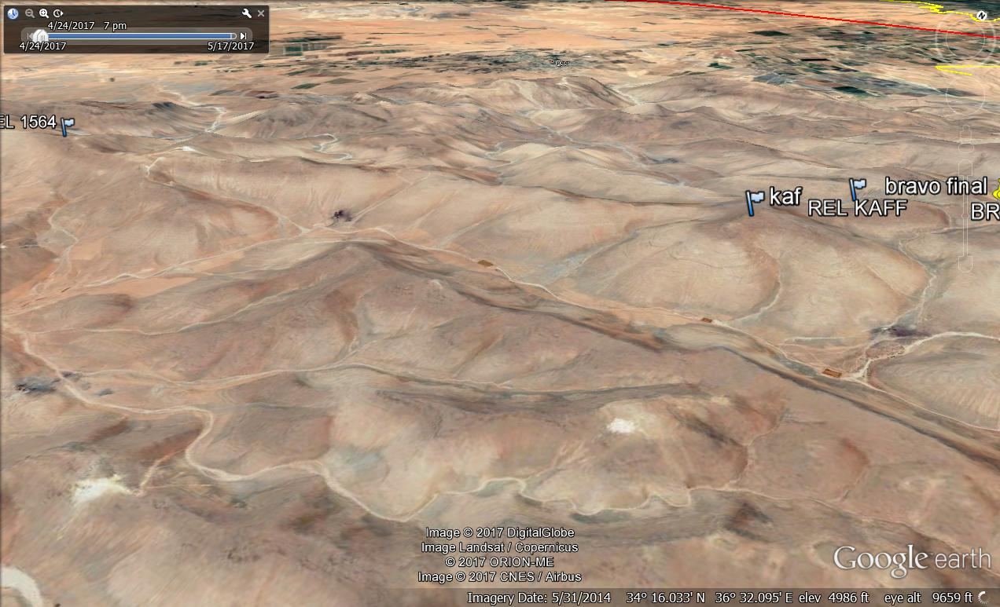 4/24/2017 7 pm
4/24/2017 5/17/2017
N
Qaa
EL 1564
kaf
REL KAFF
bravo final
BR
Image © 2017 DigitalGlobe
Image Landsat / Copernicus
© 2017 ORION-ME
Image © 2017 CNES / Airbus
Google earth
Imagery Date: 5/31/2014 34° 16.033' N 36° 32.095' E elev 4986 ft eye alt 9659 ft